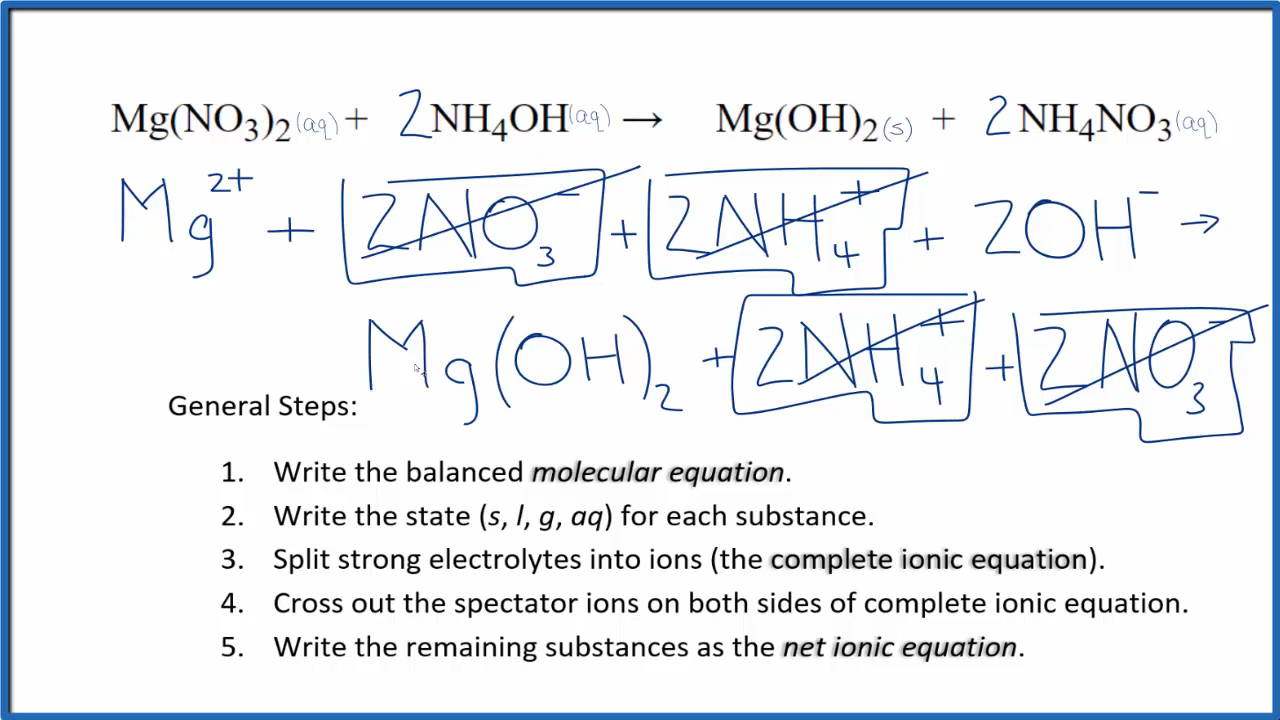 Mg(NO₃)₂(aq) + 2NH₄OH(aq) → Mg(OH)₂(s) + 2NH₄NO₃(aq)
Mg²⁺ + 2NO₃⁻ + 2NH₄⁺ + 2OH⁻ →
Mg(OH)₂ + 2NH₄⁺ + 2NO₃⁻
General Steps:
1. Write the balanced molecular equation.
2. Write the state (s, l, g, aq) for each substance.
3. Split strong electrolytes into ions (the complete ionic equation).
4. Cross out the spectator ions on both sides of complete ionic equation.
5. Write the remaining substances as the net ionic equation.